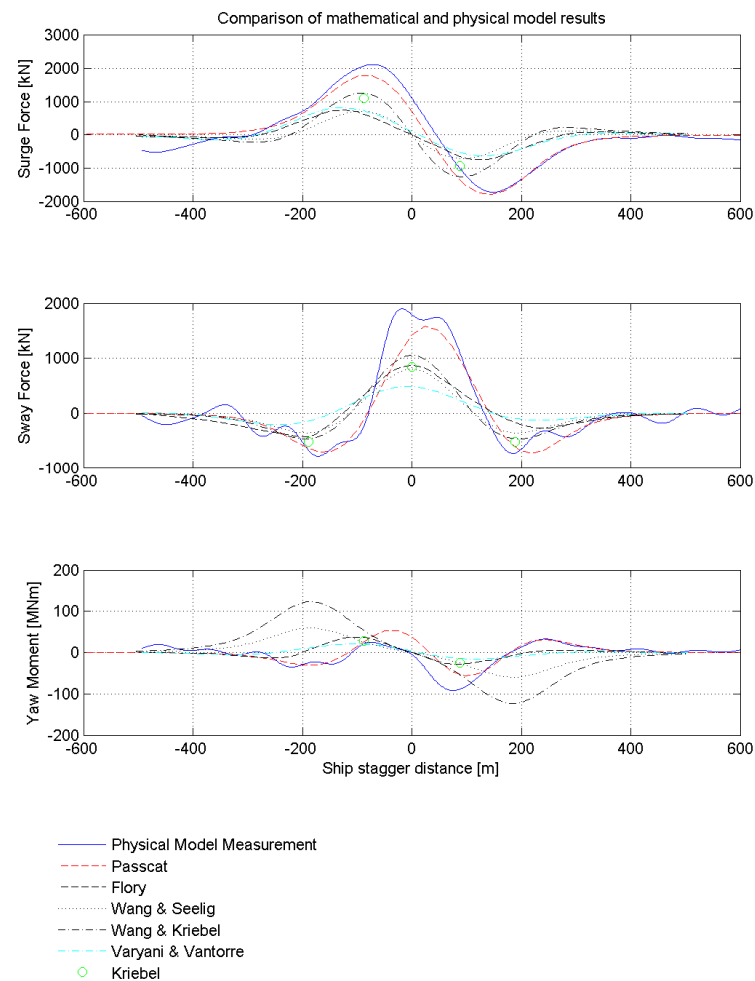 Comparison of mathematical and physical model results
3000
2000
1000
0
-1000
-2000
Surge Force [kN]
-600 -400 -200 0 200 400 600
2000
1000
0
-1000
Sway Force [kN]
-600 -400 -200 0 200 400 600
200
100
0
-100
-200
Yaw Moment [MNm]
-600 -400 -200 0 200 400 600
Ship stagger distance [m]
Physical Model Measurement
Passcat
Flory
Wang & Seelig
Wang & Kriebel
Varyani & Vantorre
Kriebel